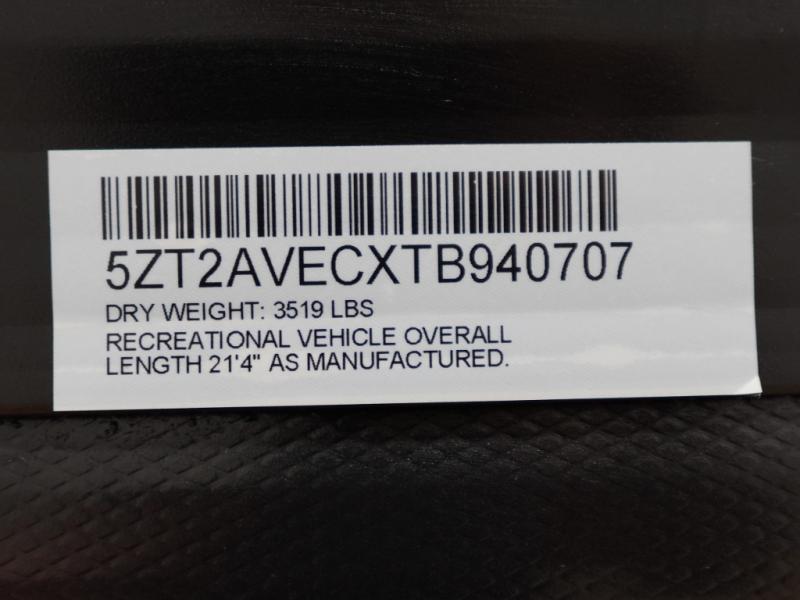 5ZT2AVECXTB940707
DRY WEIGHT: 3519 LBS
RECREATIONAL VEHICLE OVERALL
LENGTH 21'4" AS MANUFACTURED.